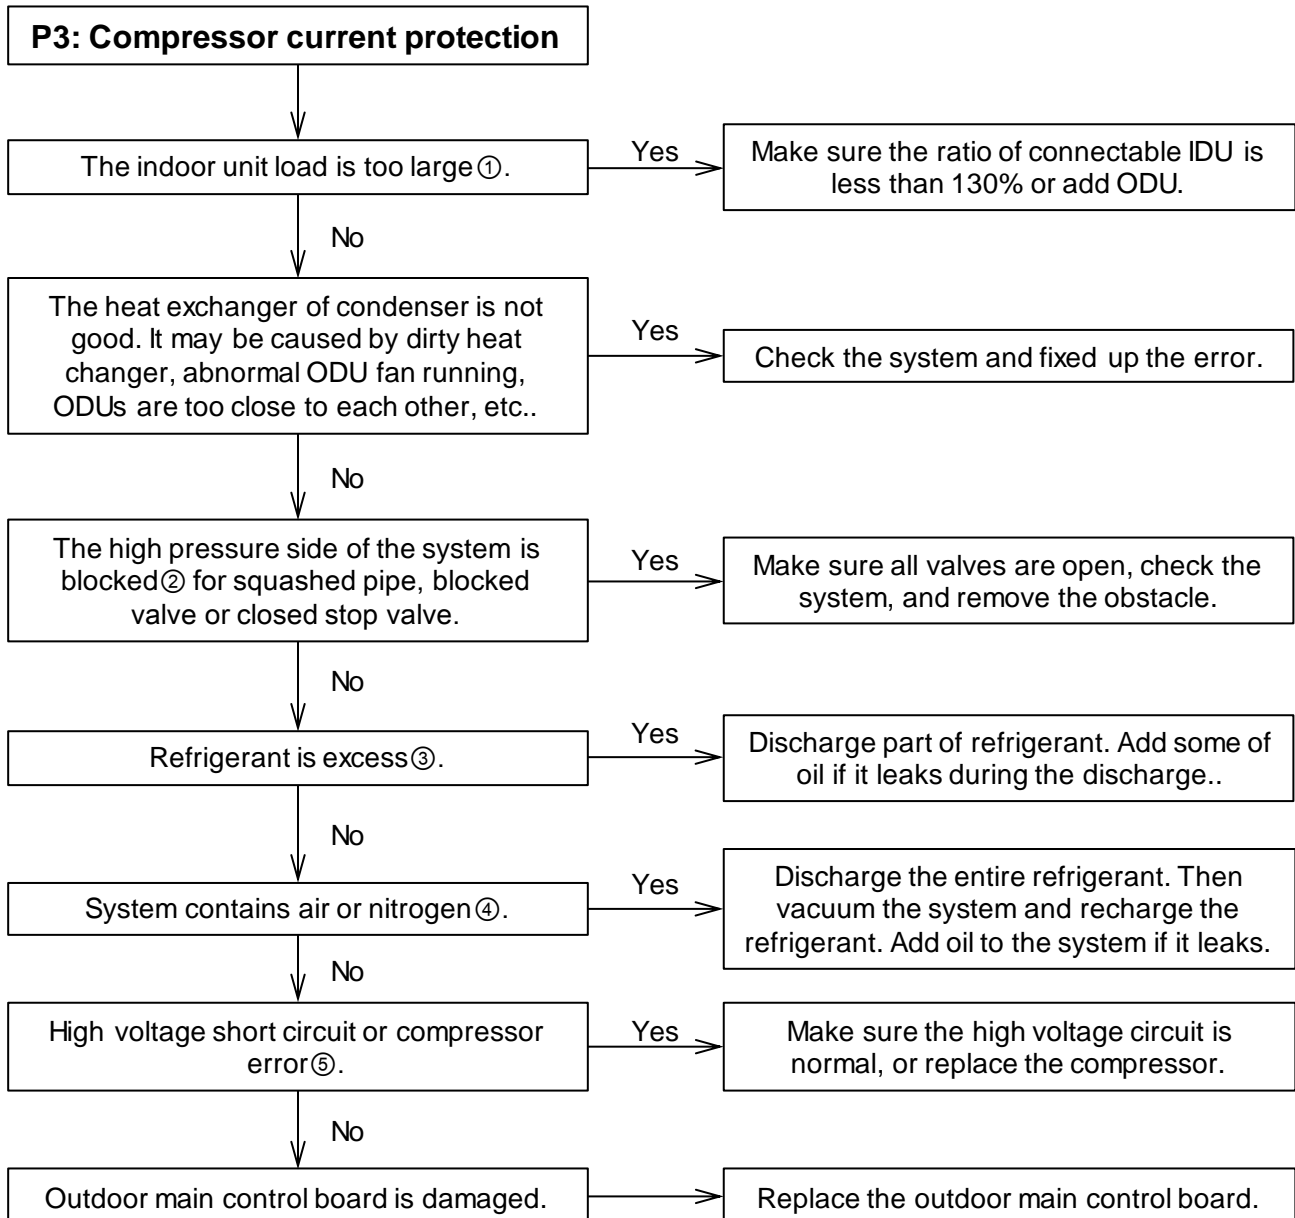 P3: Compressor current protection
The indoor unit load is too large①.
Yes
Make sure the ratio of connectable IDU is
less than 130% or add ODU.
No
The heat exchanger of condenser is not
good. It may be caused by dirty heat
changer, abnormal ODU fan running,
ODUs are too close to each other, etc..
Yes
Check the system and fixed up the error.
No
The high pressure side of the system is
blocked② for squashed pipe, blocked
valve or closed stop valve.
Yes
Make sure all valves are open, check the
system, and remove the obstacle.
No
Refrigerant is excess③.
Yes
Discharge part of refrigerant. Add some of
oil if it leaks during the discharge..
No
System contains air or nitrogen④.
Yes
Discharge the entire refrigerant. Then
vacuum the system and recharge the
refrigerant. Add oil to the system if it leaks.
No
High voltage short circuit or compressor
error⑤.
Yes
Make sure the high voltage circuit is
normal, or replace the compressor.
No
Outdoor main control board is damaged.
Replace the outdoor main control board.